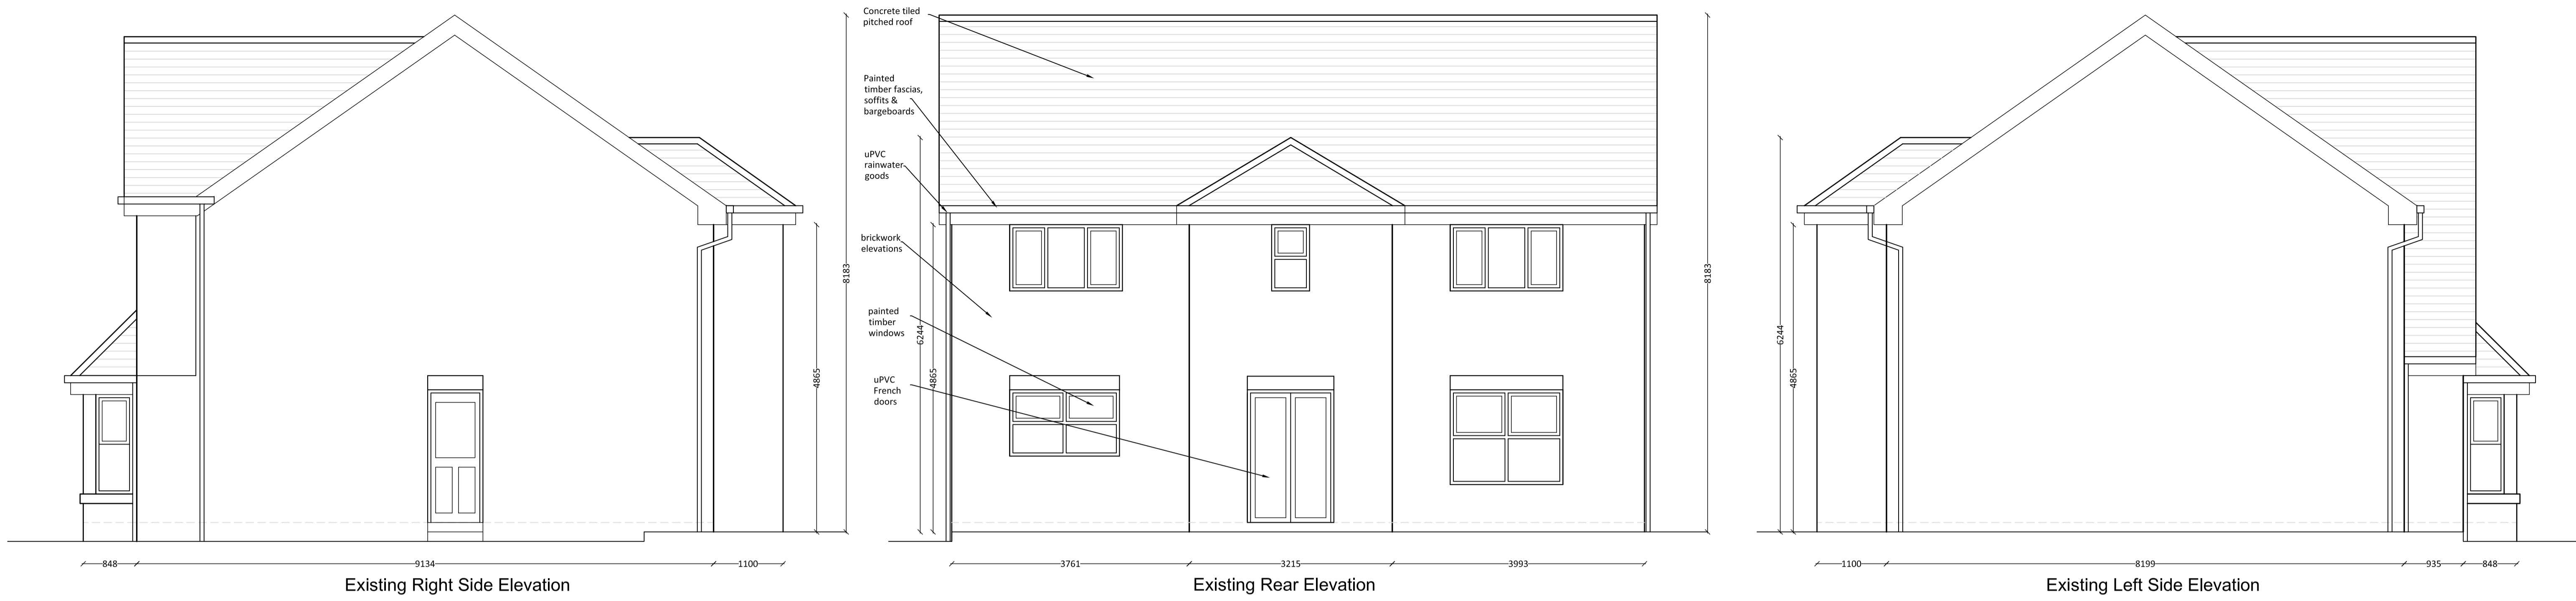 8183
4865
848
9134
1100
Existing Right Side Elevation
Concrete tiled
pitched roof
Painted
timber fascias,
soffits &
bargeboards
uPVC
rainwater
goods
brickwork
elevations
painted
timber
windows
uPVC
French
doors
6244
4865
8183
3761
3215
3993
Existing Rear Elevation
6244
4865
1100
8199
935
848
Existing Left Side Elevation